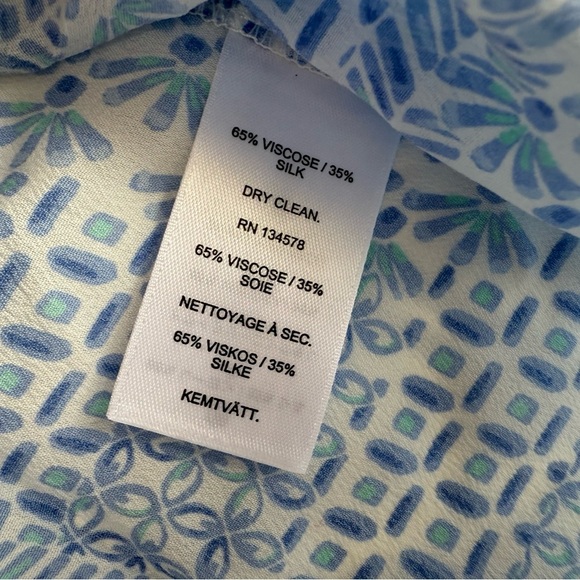 65% VISCOSE / 35%
SILK
DRY CLEAN.
RN 134578
65% VISCOSE / 35%
SOIE
NETTOYAGE À SEC.
65% VISKOS / 35%
SILKE
KEMTVÄTT.